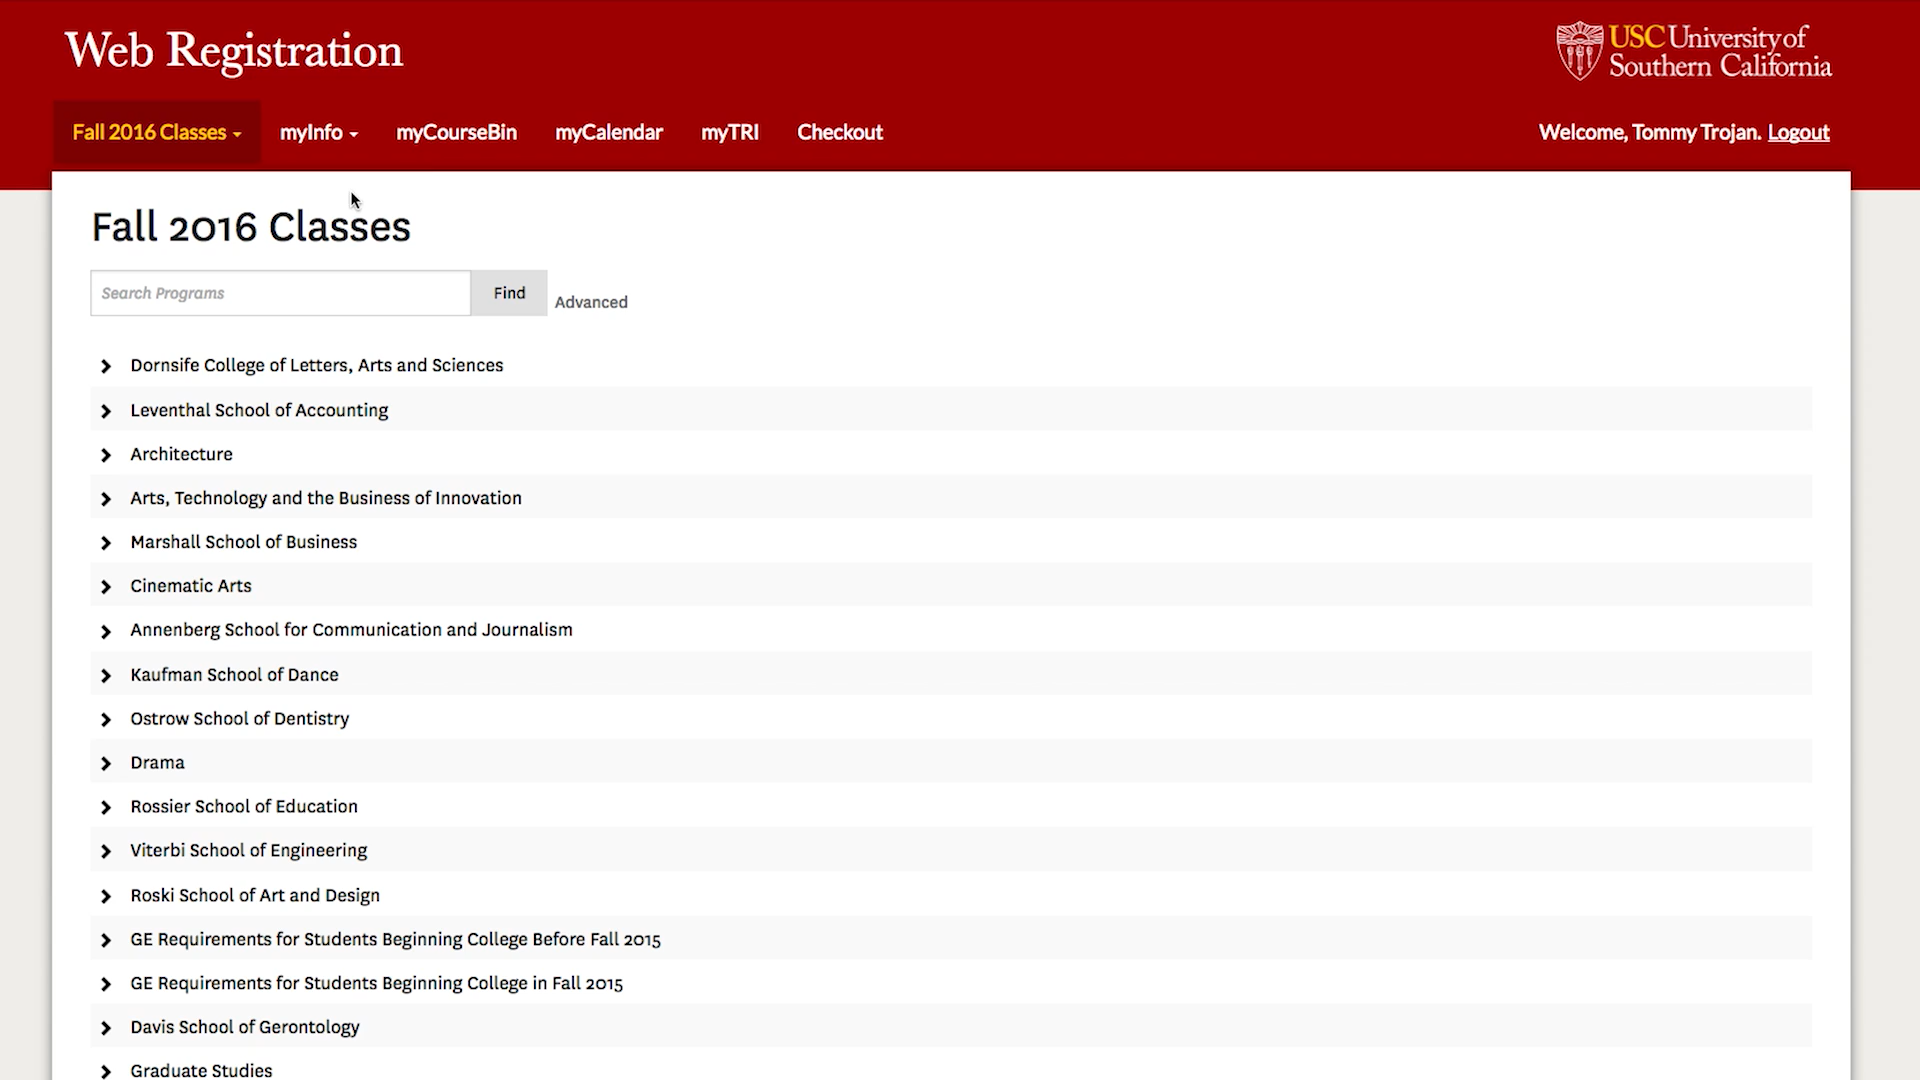 Web Registration
USC University of
Southern California
Fall 2016 Classes myInfo myCourseBin myCalendar myTRI Checkout Welcome, Tommy Trojan. Logout
Fall 2016 Classes
Search Programs Find Advanced
Dornsife College of Letters, Arts and Sciences
Leventhal School of Accounting
Architecture
Arts, Technology and the Business of Innovation
Marshall School of Business
Cinematic Arts
Annenberg School for Communication and Journalism
Kaufman School of Dance
Ostrow School of Dentistry
Drama
Rossier School of Education
Viterbi School of Engineering
Roski School of Art and Design
GE Requirements for Students Beginning College Before Fall 2015
GE Requirements for Students Beginning College in Fall 2015
Davis School of Gerontology
Graduate Studies